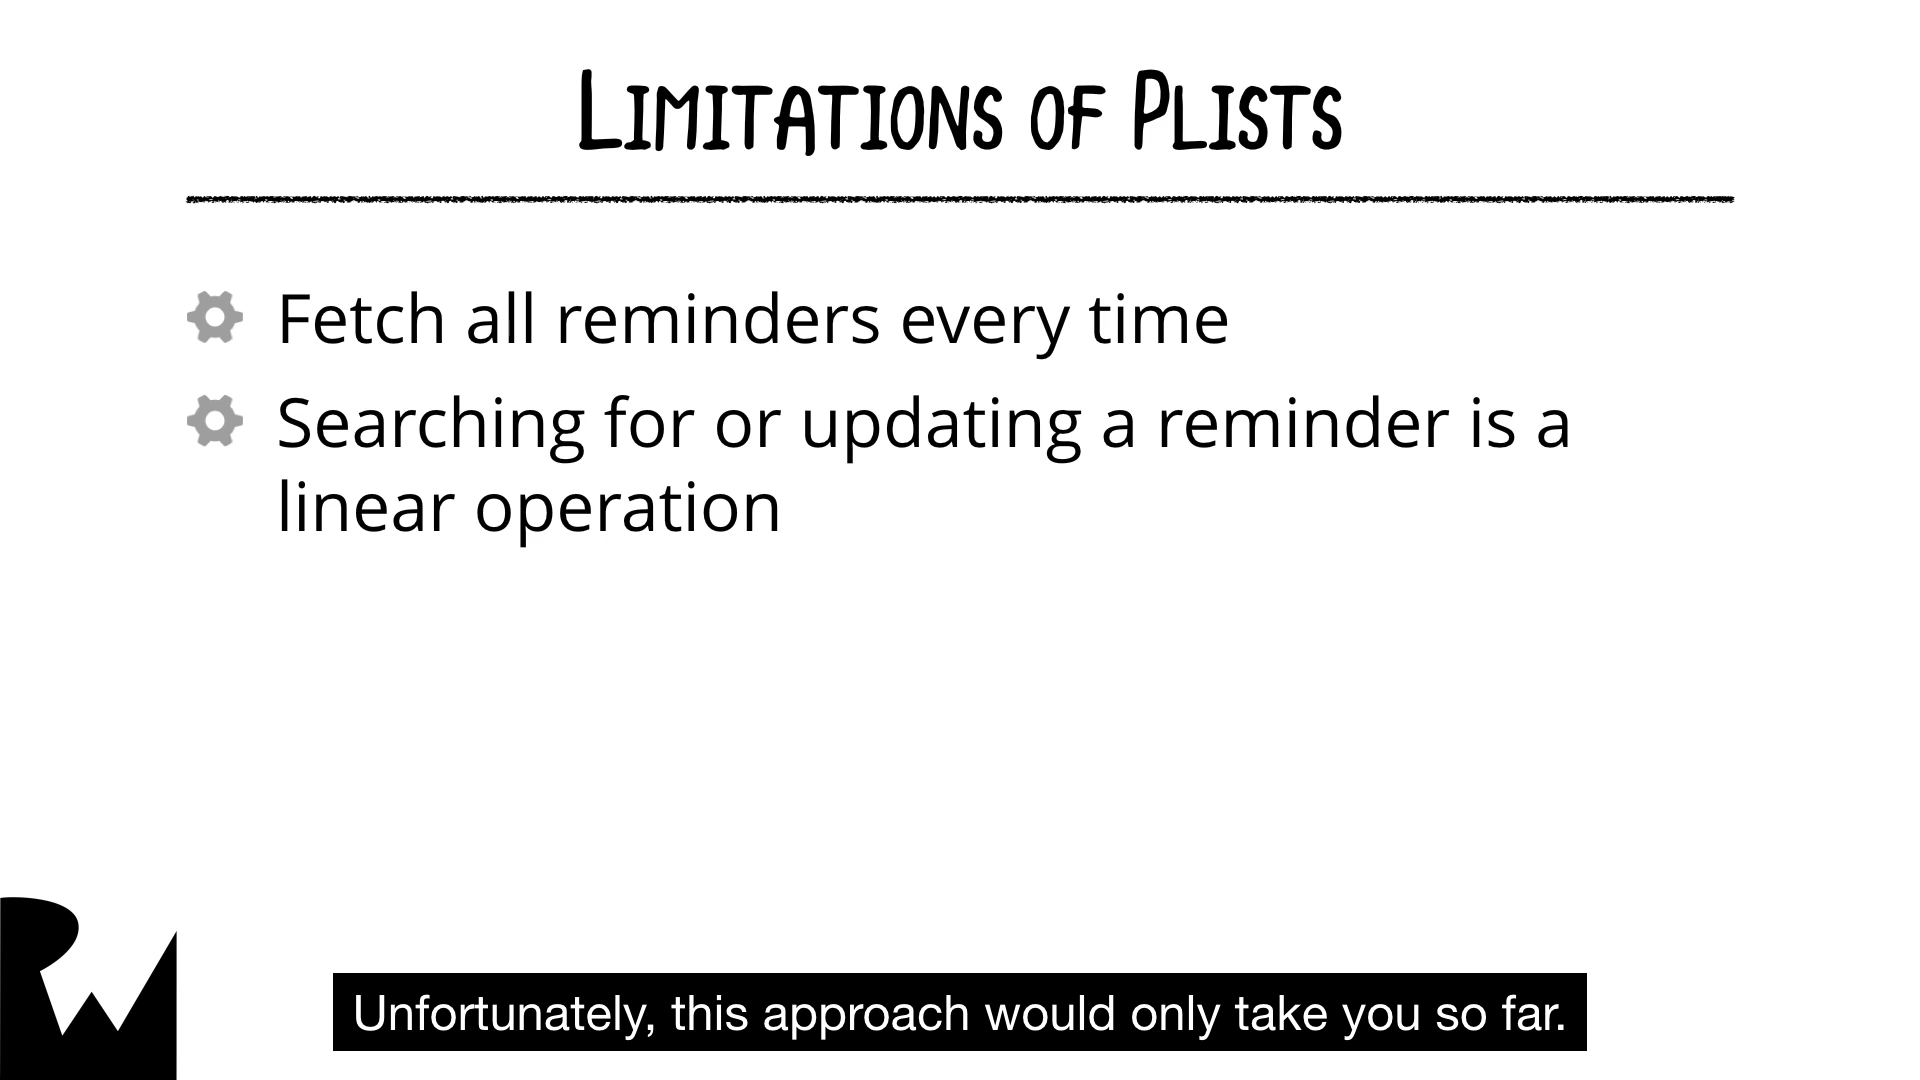 Limitations of Plists
Fetch all reminders every time
Searching for or updating a reminder is a
linear operation
RW
Unfortunately, this approach would only take you so far.